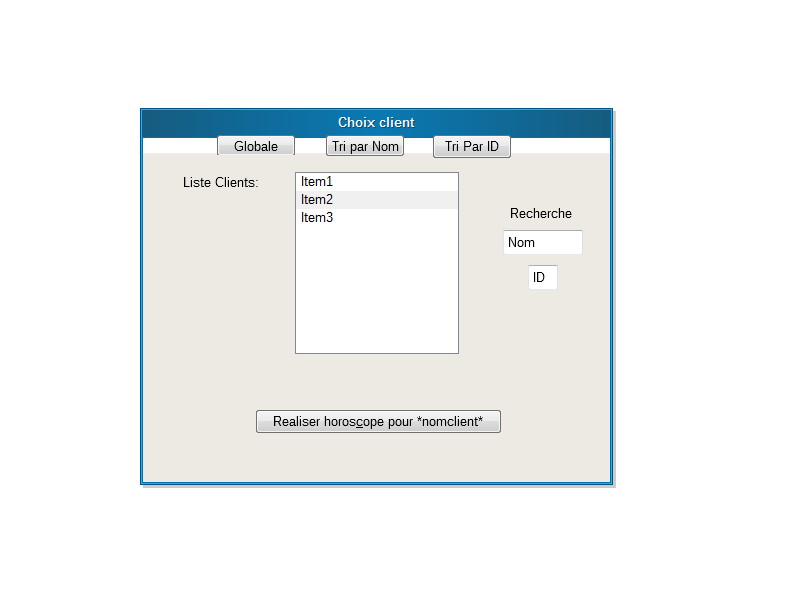 Choix client
Globale
Tri par Nom
Tri Par ID
Liste Clients:
Item1
Item2
Item3
Recherche
Nom
ID
Realiser horoscope pour *nomclient*